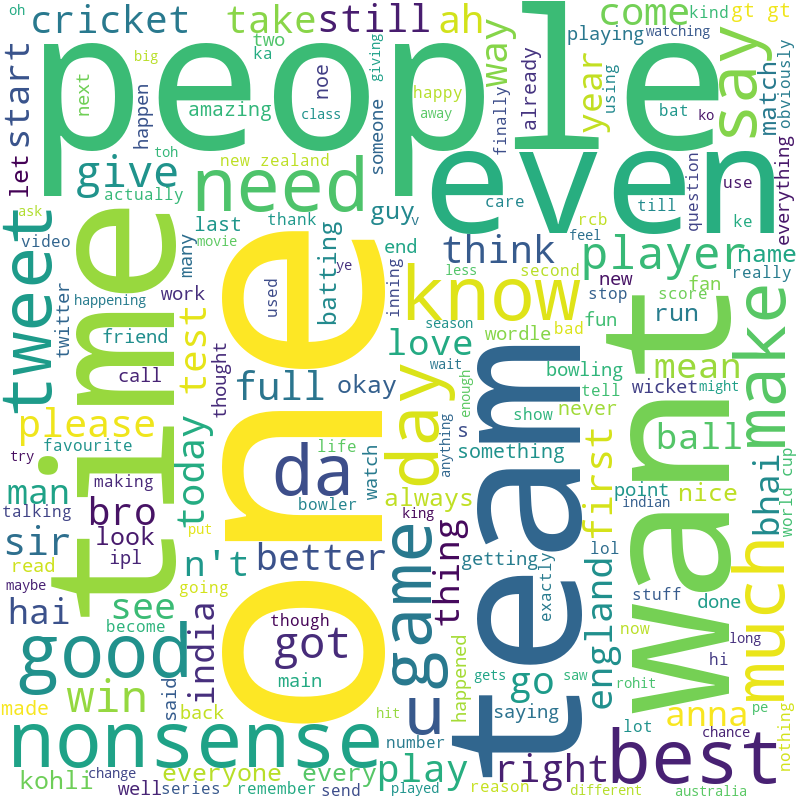 oh
cricket
take
still
ah
come
kind
gt gt
people
big
two
ka
giving
way
playing
watching
say
start
next
happen
amazing
noe
class
someone
happy
away
finally
already
year
using
bat
ko
match
obviously
let
toh
give
new zealand
need
actually
even
question
use
everything
ask
tweet
video
twitter
time
many
last
movie
thank
guy
v
care
till
ke
rcb
feel
think
player
name
really
happening
work
used
ye
batting
end
inning
know
less
second
stop
new
score
fan
friend
test
thought
one
season
love
wordle
fun
bad
run
want
make
call
full
okay
day
wait
enough
bowling
tell
mean
wicket
might
please
favourite
try
today
da
life
watch
s
show
never
something
anything
team
first
ball
man
making
bro
talking
look
ipl
put
bowler
always
king
point
indian
nice
bhai
world cup
sir
read
n't
better
cgame
thing
getting
exactly
lol
england
maybe
going
stuff
much
hai
see
become
india
though
got
main
happened
gets
saw
go
saying
now
done
hi
long
rohit
good
win
made
said
back
hit
u
number
lot
anna
pe
chance
nothing
nonsense
kohli
change
well
everyone
series
every
remember
send
play
played
right
reason
different
best
australia